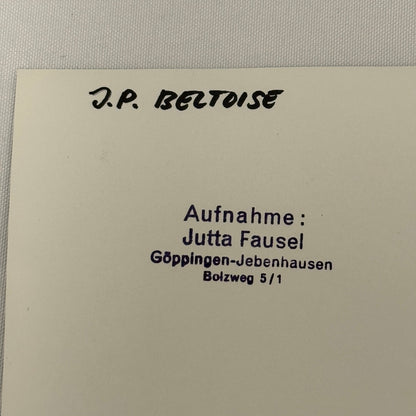 J.P. BELTOISE
Aufnahme:
Jutta Fausel
Göppingen-Jebenhausen
Bolzweg 5/1